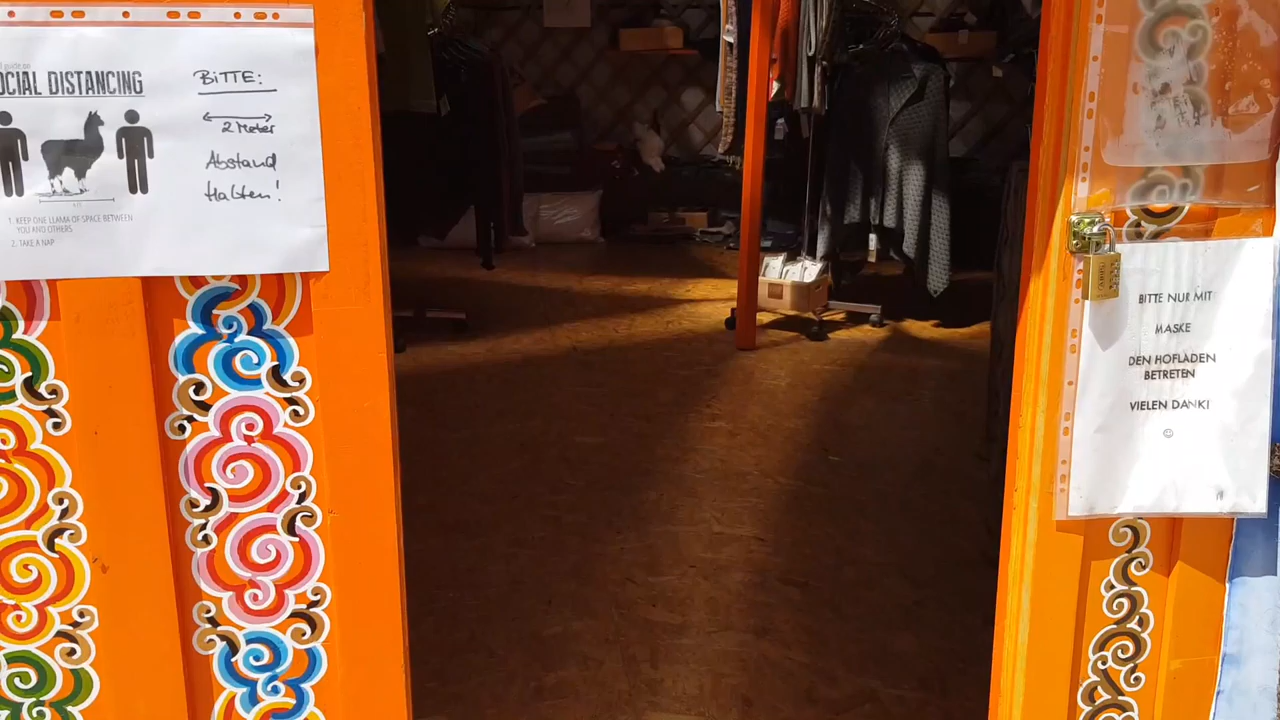 SOCIAL DISTANCING
1. KEEP ONE LLAMA OF SPACE BETWEEN
YOU AND OTHERS
2. TAKE A NAP
BITTE:
2 Meter
Abstand
Halten!
BITTE NUR MIT
MASKE
DEN HOFLADEN
BETRETEN
VIELEN DANK!